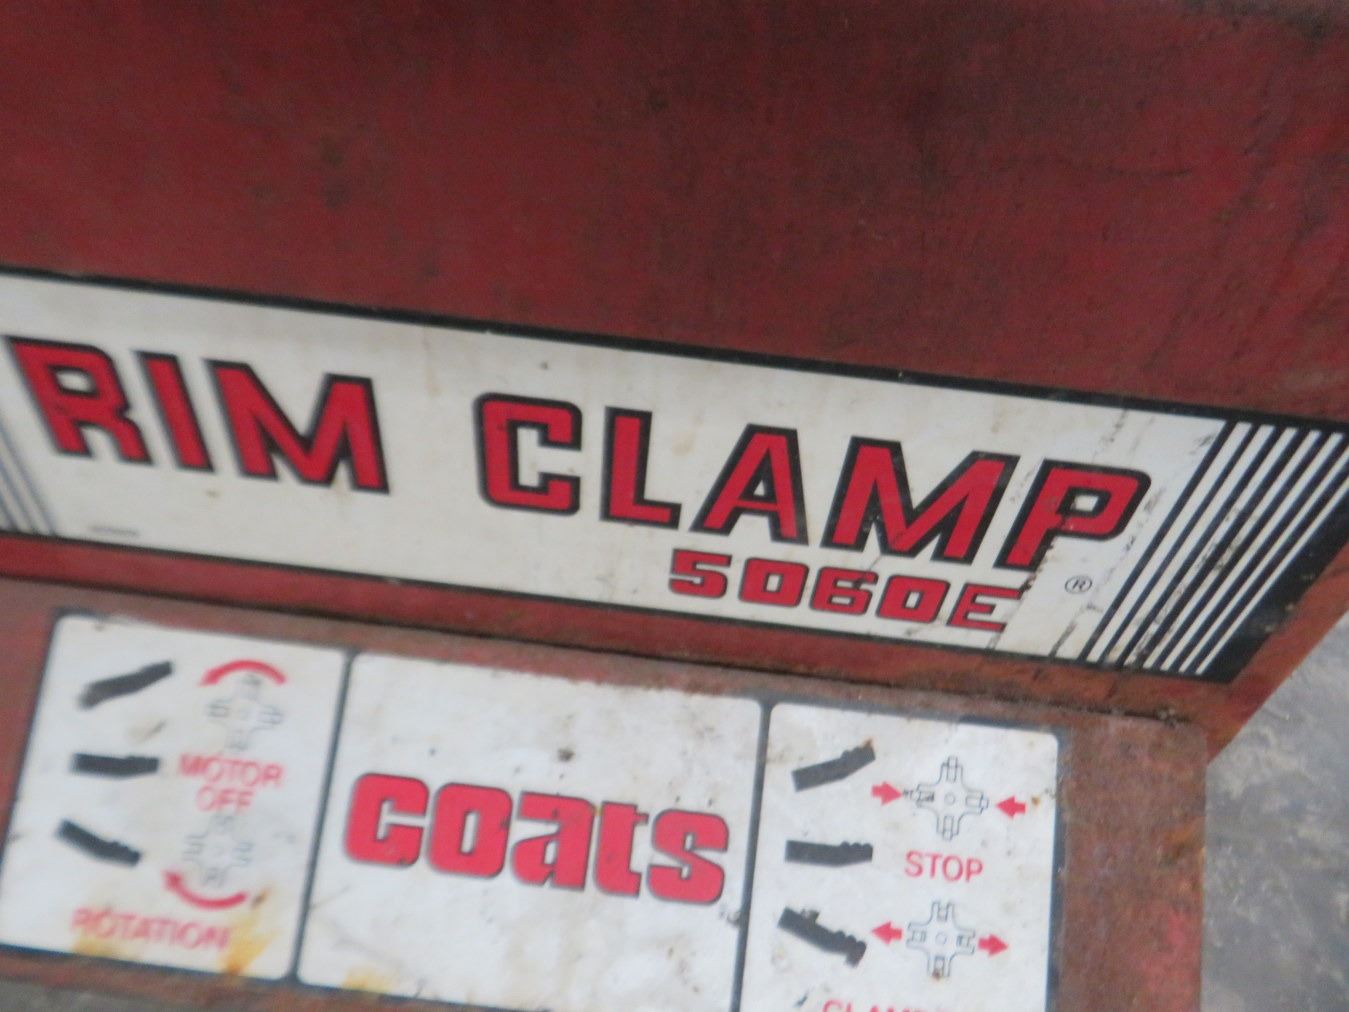 RIM CLAMP
5060E ®
MOTOR
OFF
ROTATION
coats
STOP